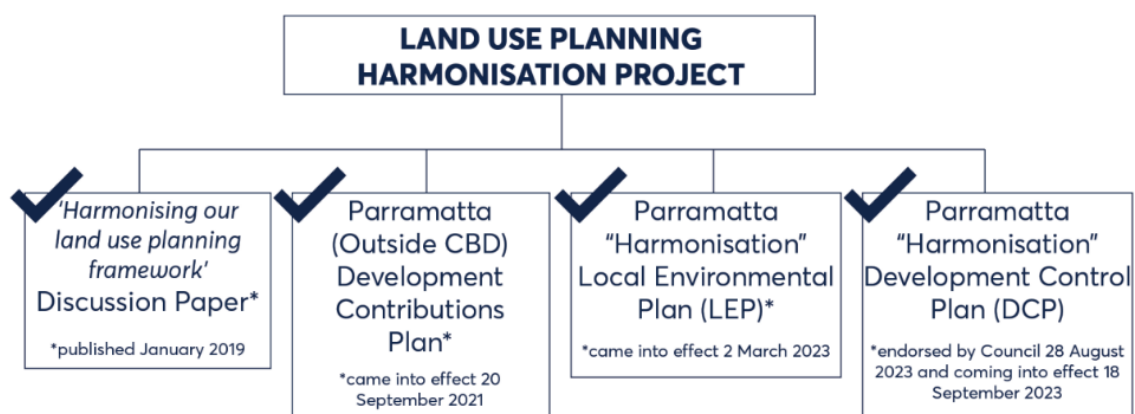 LAND USE PLANNING
HARMONISATION PROJECT
'Harmonising our
land use planning
framework'
Discussion Paper*
*published January 2019
Parramatta
(Outside CBD)
Development
Contributions
Plan*
*came into effect 20
September 2021
Parramatta
“Harmonisation”
Local Environmental
Plan (LEP)*
*came into effect 2 March 2023
Parramatta
“Harmonisation”
Development Control
Plan (DCP)
*endorsed by Council 28 August
2023 and coming into effect 18
September 2023